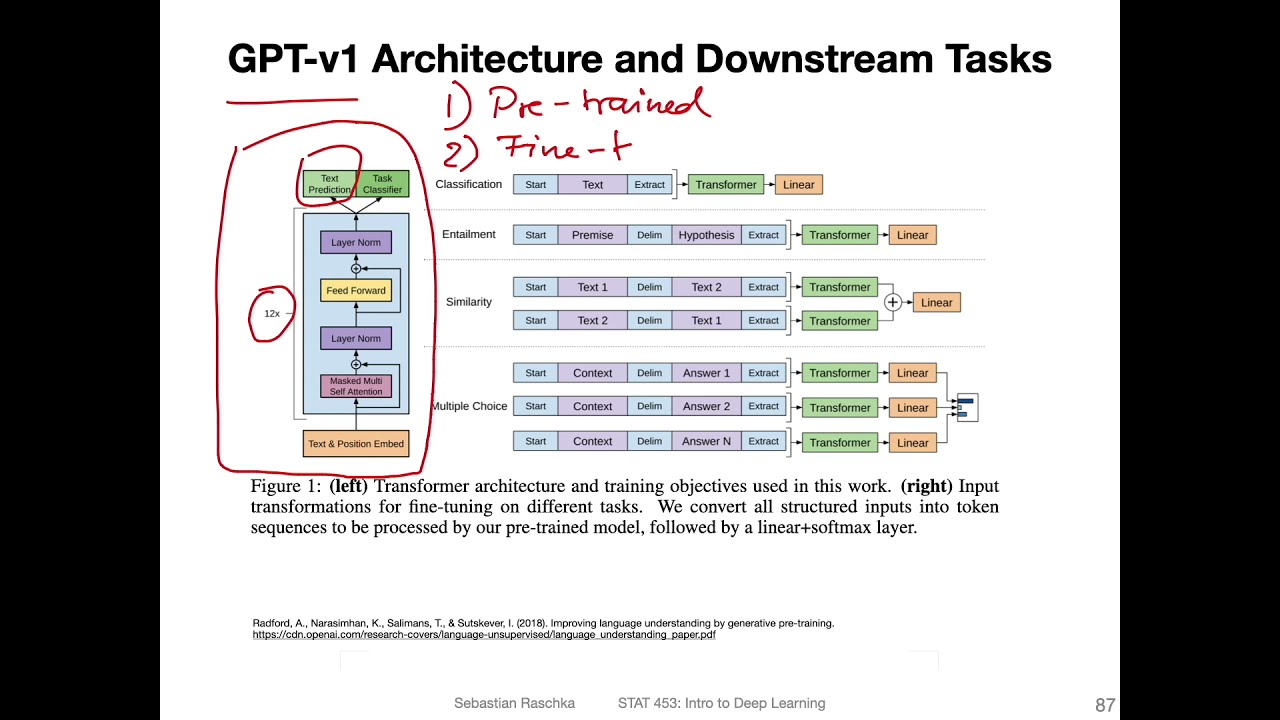 GPT-v1 Architecture and Downstream Tasks
1) Pre-trained
2) Fine-t
Text Prediction
Task Classifier
Layer Norm
Feed Forward
12x
Layer Norm
Masked Multi Self Attention
Text & Position Embed
Classification Start Text Extract Transformer Linear
Entailment Start Premise Delim Hypothesis Extract Transformer Linear
Similarity
Start Text 1 Delim Text 2 Extract Transformer
+ Linear
Start Text 2 Delim Text 1 Extract Transformer
Multiple Choice
Start Context Delim Answer 1 Extract Transformer Linear
Start Context Delim Answer 2 Extract Transformer Linear
Start Context Delim Answer N Extract Transformer Linear
Figure 1: (left) Transformer architecture and training objectives used in this work. (right) Input
transformations for fine-tuning on different tasks. We convert all structured inputs into token
sequences to be processed by our pre-trained model, followed by a linear+softmax layer.
Radford, A., Narasimhan, K., Salimans, T., & Sutskever, I. (2018). Improving language understanding by generative pre-training.
https://cdn.openai.com/research-covers/language-unsupervised/language_understanding_paper.pdf
Sebastian Raschka STAT 453: Intro to Deep Learning 87